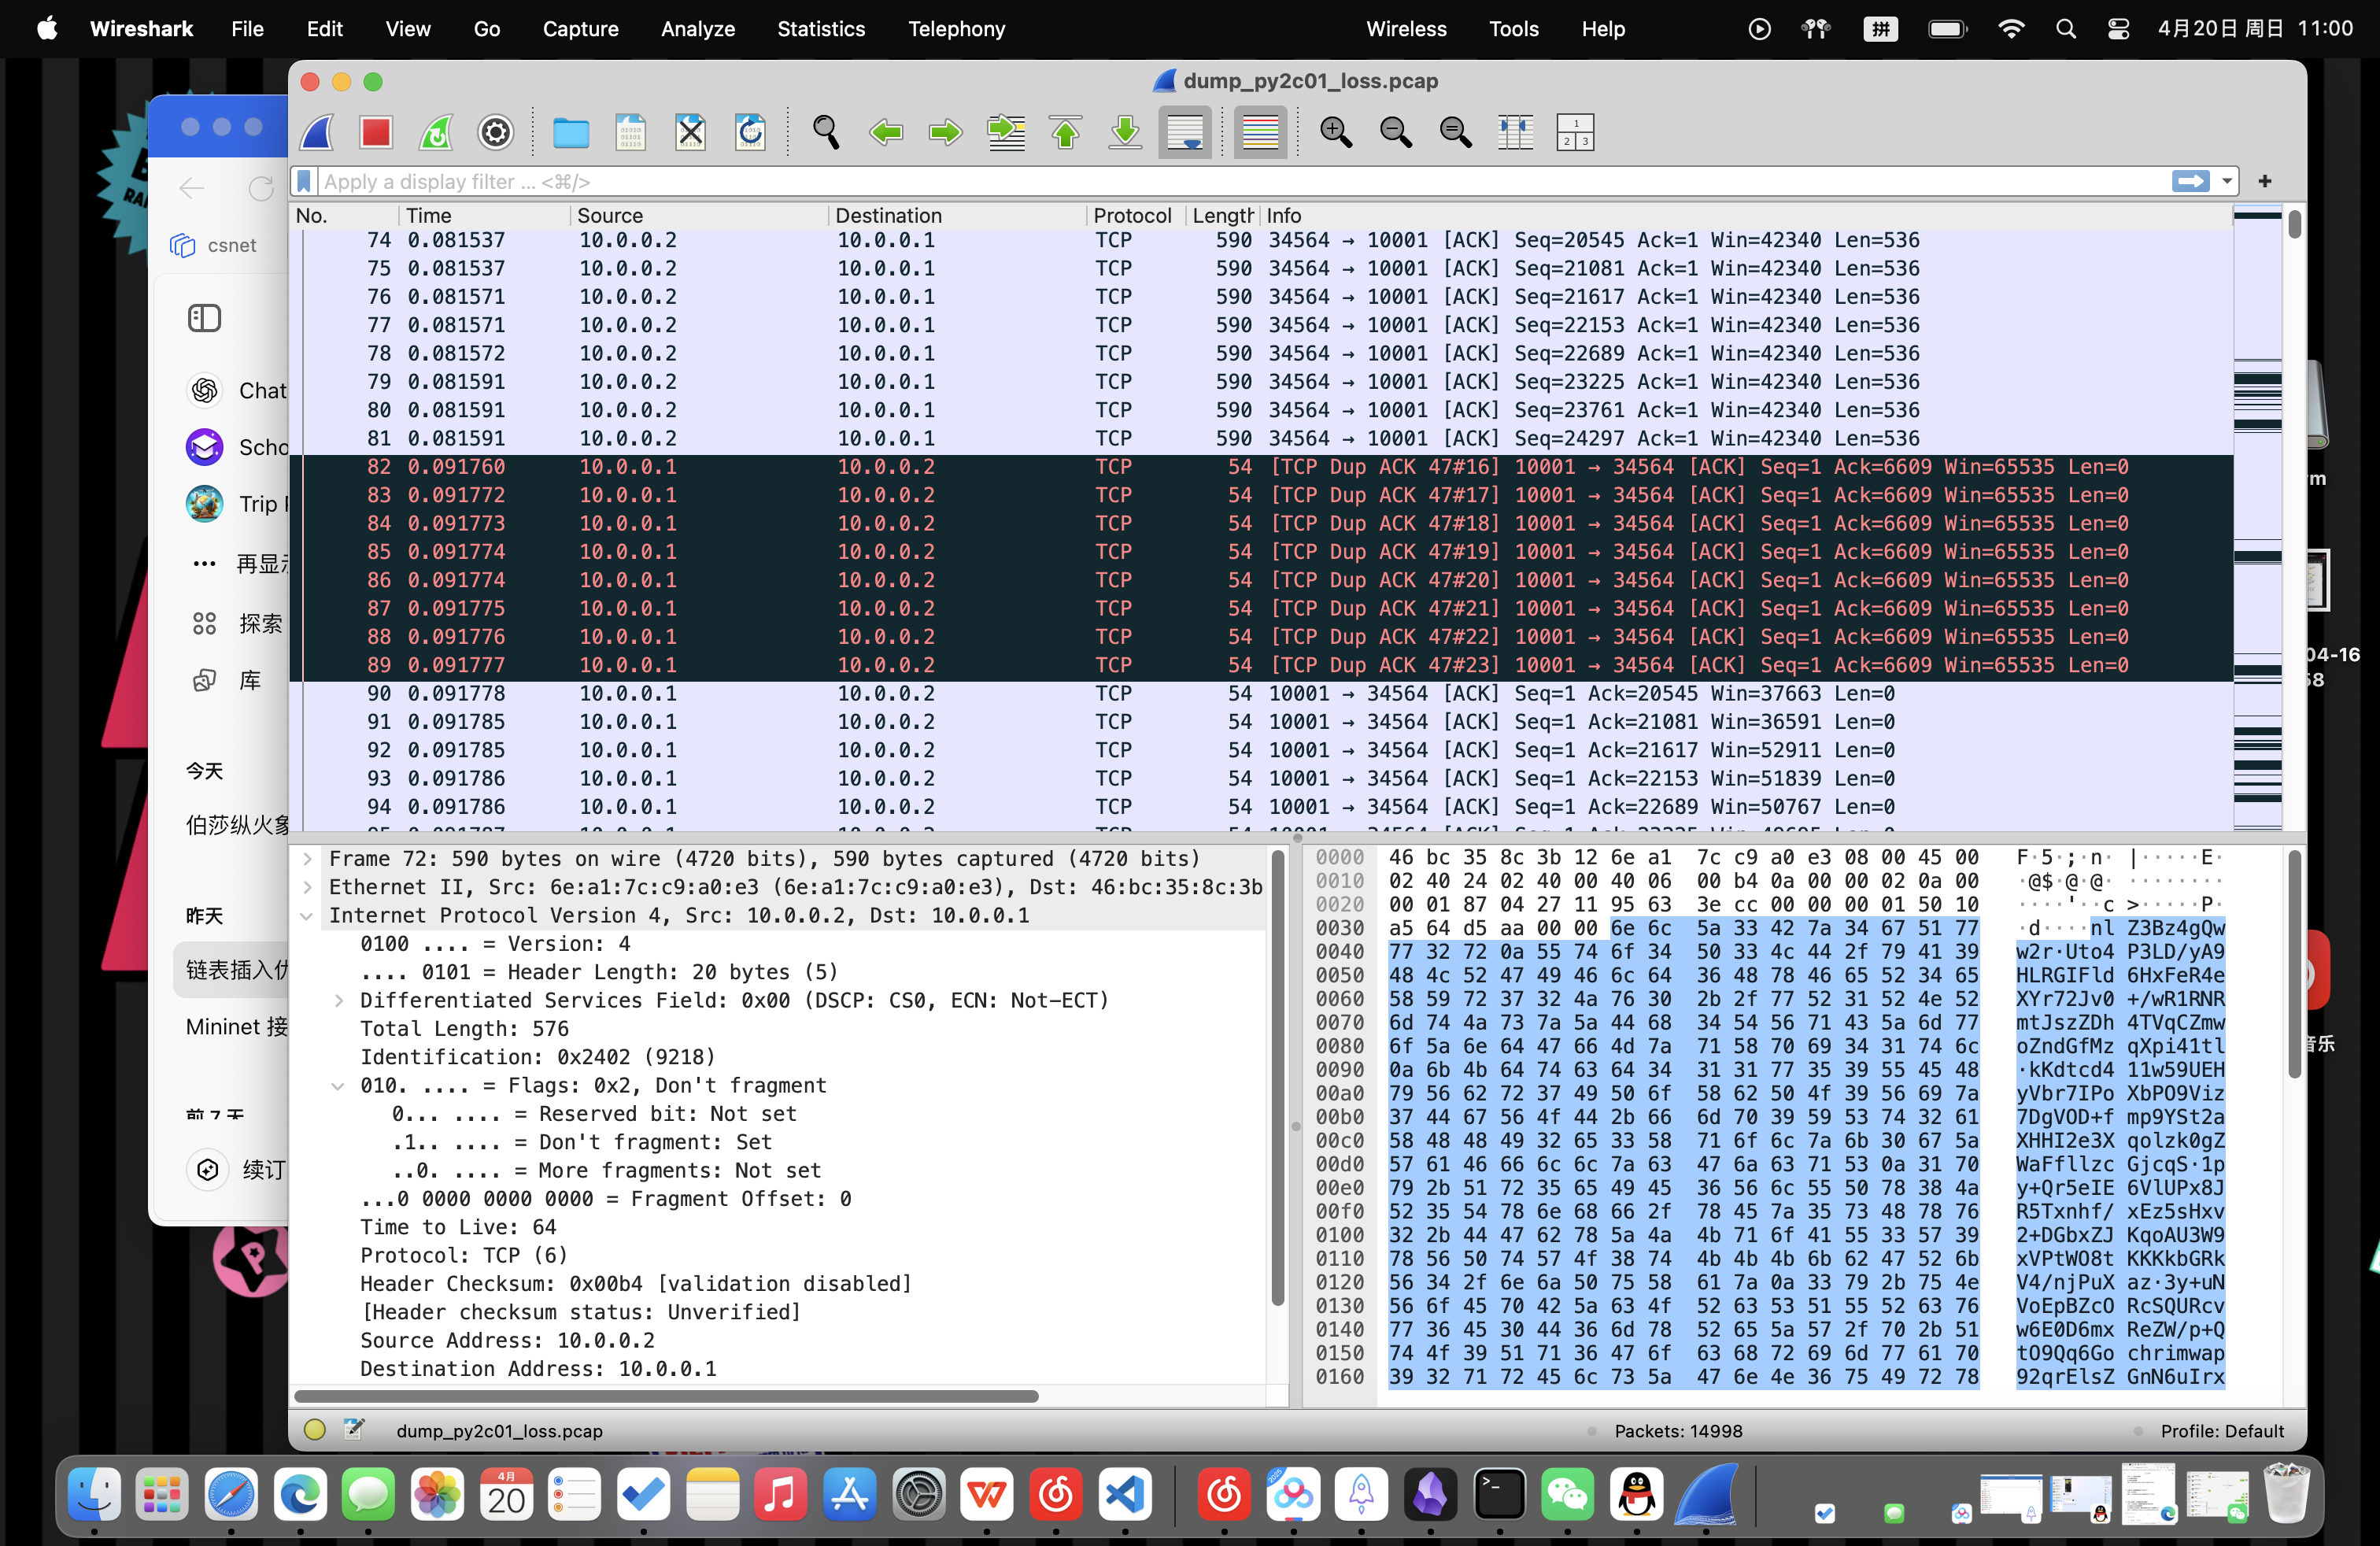 Wireshark File Edit View Go Capture Analyze Statistics Telephony Wireless Tools Help 拼 4月20日 周日 11:00
dump_py2c01_loss.pcap
Apply a display filter ... <⌘/>
No. Time Source Destination Protocol Length Info
74 0.081537 10.0.0.2 10.0.0.1 TCP 590 34564 → 10001 [ACK] Seq=20545 Ack=1 Win=42340 Len=536
75 0.081537 10.0.0.2 10.0.0.1 TCP 590 34564 → 10001 [ACK] Seq=21081 Ack=1 Win=42340 Len=536
76 0.081571 10.0.0.2 10.0.0.1 TCP 590 34564 → 10001 [ACK] Seq=21617 Ack=1 Win=42340 Len=536
77 0.081571 10.0.0.2 10.0.0.1 TCP 590 34564 → 10001 [ACK] Seq=22153 Ack=1 Win=42340 Len=536
78 0.081572 10.0.0.2 10.0.0.1 TCP 590 34564 → 10001 [ACK] Seq=22689 Ack=1 Win=42340 Len=536
79 0.081591 10.0.0.2 10.0.0.1 TCP 590 34564 → 10001 [ACK] Seq=23225 Ack=1 Win=42340 Len=536
80 0.081591 10.0.0.2 10.0.0.1 TCP 590 34564 → 10001 [ACK] Seq=23761 Ack=1 Win=42340 Len=536
81 0.081591 10.0.0.2 10.0.0.1 TCP 590 34564 → 10001 [ACK] Seq=24297 Ack=1 Win=42340 Len=536
82 0.091760 10.0.0.1 10.0.0.2 TCP 54 [TCP Dup ACK 47#16] 10001 → 34564 [ACK] Seq=1 Ack=6609 Win=65535 Len=0
83 0.091772 10.0.0.1 10.0.0.2 TCP 54 [TCP Dup ACK 47#17] 10001 → 34564 [ACK] Seq=1 Ack=6609 Win=65535 Len=0
84 0.091773 10.0.0.1 10.0.0.2 TCP 54 [TCP Dup ACK 47#18] 10001 → 34564 [ACK] Seq=1 Ack=6609 Win=65535 Len=0
85 0.091774 10.0.0.1 10.0.0.2 TCP 54 [TCP Dup ACK 47#19] 10001 → 34564 [ACK] Seq=1 Ack=6609 Win=65535 Len=0
86 0.091774 10.0.0.1 10.0.0.2 TCP 54 [TCP Dup ACK 47#20] 10001 → 34564 [ACK] Seq=1 Ack=6609 Win=65535 Len=0
87 0.091775 10.0.0.1 10.0.0.2 TCP 54 [TCP Dup ACK 47#21] 10001 → 34564 [ACK] Seq=1 Ack=6609 Win=65535 Len=0
88 0.091776 10.0.0.1 10.0.0.2 TCP 54 [TCP Dup ACK 47#22] 10001 → 34564 [ACK] Seq=1 Ack=6609 Win=65535 Len=0
89 0.091777 10.0.0.1 10.0.0.2 TCP 54 [TCP Dup ACK 47#23] 10001 → 34564 [ACK] Seq=1 Ack=6609 Win=65535 Len=0
90 0.091778 10.0.0.1 10.0.0.2 TCP 54 10001 → 34564 [ACK] Seq=1 Ack=20545 Win=37663 Len=0
91 0.091785 10.0.0.1 10.0.0.2 TCP 54 10001 → 34564 [ACK] Seq=1 Ack=21081 Win=36591 Len=0
92 0.091785 10.0.0.1 10.0.0.2 TCP 54 10001 → 34564 [ACK] Seq=1 Ack=21617 Win=52911 Len=0
93 0.091786 10.0.0.1 10.0.0.2 TCP 54 10001 → 34564 [ACK] Seq=1 Ack=22153 Win=51839 Len=0
94 0.091786 10.0.0.1 10.0.0.2 TCP 54 10001 → 34564 [ACK] Seq=1 Ack=22689 Win=50767 Len=0
csnet
Chat
Scho
Trip
再显示
探索
库
今天
伯莎纵火象
昨天
链表插入优
Mininet 接
前 7 天
续订
Frame 72: 590 bytes on wire (4720 bits), 590 bytes captured (4720 bits)
Ethernet II, Src: 6e:a1:7c:c9:a0:e3 (6e:a1:7c:c9:a0:e3), Dst: 46:bc:35:8c:3b
Internet Protocol Version 4, Src: 10.0.0.2, Dst: 10.0.0.1
0100 .... = Version: 4
.... 0101 = Header Length: 20 bytes (5)
Differentiated Services Field: 0x00 (DSCP: CS0, ECN: Not-ECT)
Total Length: 576
Identification: 0x2402 (9218)
010. .... = Flags: 0x2, Don't fragment
0... .... = Reserved bit: Not set
.1.. .... = Don't fragment: Set
..0. .... = More fragments: Not set
...0 0000 0000 0000 = Fragment Offset: 0
Time to Live: 64
Protocol: TCP (6)
Header Checksum: 0x00b4 [validation disabled]
[Header checksum status: Unverified]
Source Address: 10.0.0.2
Destination Address: 10.0.0.1
0000 46 bc 35 8c 3b 12 6e a1 7c c9 a0 e3 08 00 45 00 F·5·;·n· |·····E·
0010 02 40 24 02 40 00 40 06 00 b4 0a 00 00 02 0a 00 ·@$·@·@· ········
0020 00 01 87 04 27 11 95 63 3e cc 00 00 00 01 50 10 ····'··c >·····P·
0030 a5 64 d5 aa 00 00 6e 6c 5a 33 42 7a 34 67 51 77 ·d····nl Z3Bz4gQw
0040 77 32 72 0a 55 74 6f 34 50 33 4c 44 2f 79 41 39 w2r·Uto4 P3LD/yA9
0050 48 4c 52 47 49 46 6c 64 36 48 78 46 65 52 34 65 HLRGIFld 6HxFeR4e
0060 58 59 72 37 32 4a 76 30 2b 2f 77 52 31 52 4e 52 XYr72Jv0 +/wR1RNR
0070 6d 74 4a 73 7a 5a 44 68 34 54 56 71 43 5a 6d 77 mtJszZDh 4TVqCZmw
0080 6f 5a 6e 64 47 66 4d 7a 71 58 70 69 34 31 74 6c oZndGfMz qXpi41tl
0090 0a 6b 4b 64 74 63 64 34 31 31 77 35 39 55 45 48 ·kKdtcd4 11w59UEH
00a0 79 56 62 72 37 49 50 6f 58 62 50 4f 39 56 69 7a yVbr7IPo XbPO9Viz
00b0 37 44 67 56 4f 44 2b 66 6d 70 39 59 53 74 32 61 7DgVOD+f mp9YSt2a
00c0 58 48 48 49 32 65 33 58 71 6f 6c 7a 6b 30 67 5a XHHI2e3X qolzk0gZ
00d0 57 61 46 66 6c 6c 7a 63 47 6a 63 71 53 0a 31 70 WaFfllzc GjcqS·1p
00e0 79 2b 51 72 35 65 49 45 36 56 6c 55 50 78 38 4a y+Qr5eIE 6VlUPx8J
00f0 52 35 54 78 6e 68 66 2f 78 45 7a 35 73 48 78 76 R5Txnhf/ xEz5sHxv
0100 32 2b 44 47 62 78 5a 4a 4b 71 6f 41 55 33 57 39 2+DGbxZJ KqoAU3W9
0110 78 56 50 74 57 4f 38 74 4b 4b 4b 6b 62 47 52 6b xVPtWO8t KKKkbGRk
0120 56 34 2f 6e 6a 50 75 58 61 7a 0a 33 79 2b 75 4e V4/njPuX az·3y+uN
0130 56 6f 45 70 42 5a 63 4f 52 63 53 51 55 52 63 76 VoEpBZcO RcSQURcv
0140 77 36 45 30 44 36 6d 78 52 65 5a 57 2f 70 2b 51 w6E0D6mx ReZW/p+Q
0150 74 4f 39 51 71 36 47 6f 63 68 72 69 6d 77 61 70 tO9Qq6Go chrimwap
0160 39 32 71 72 45 6c 73 5a 47 6e 4e 36 75 49 72 78 92qrElsZ GnN6uIrx
dump_py2c01_loss.pcap Packets: 14998 Profile: Default
rm
04-16
58
音乐
4月
20